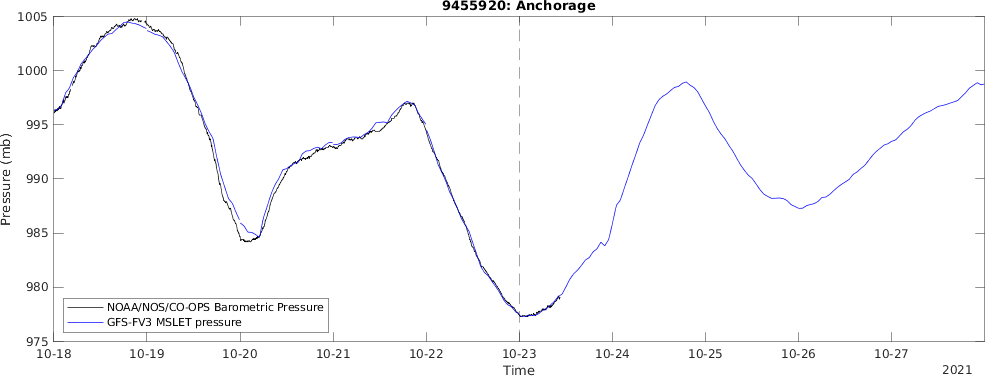 9455920: Anchorage
1005
1000
995
990
985
980
975
Pressure (mb)
NOAA/NOS/CO-OPS Barometric Pressure
GFS-FV3 MSLET pressure
10-18 10-19 10-20 10-21 10-22 10-23 10-24 10-25 10-26 10-27
Time
2021